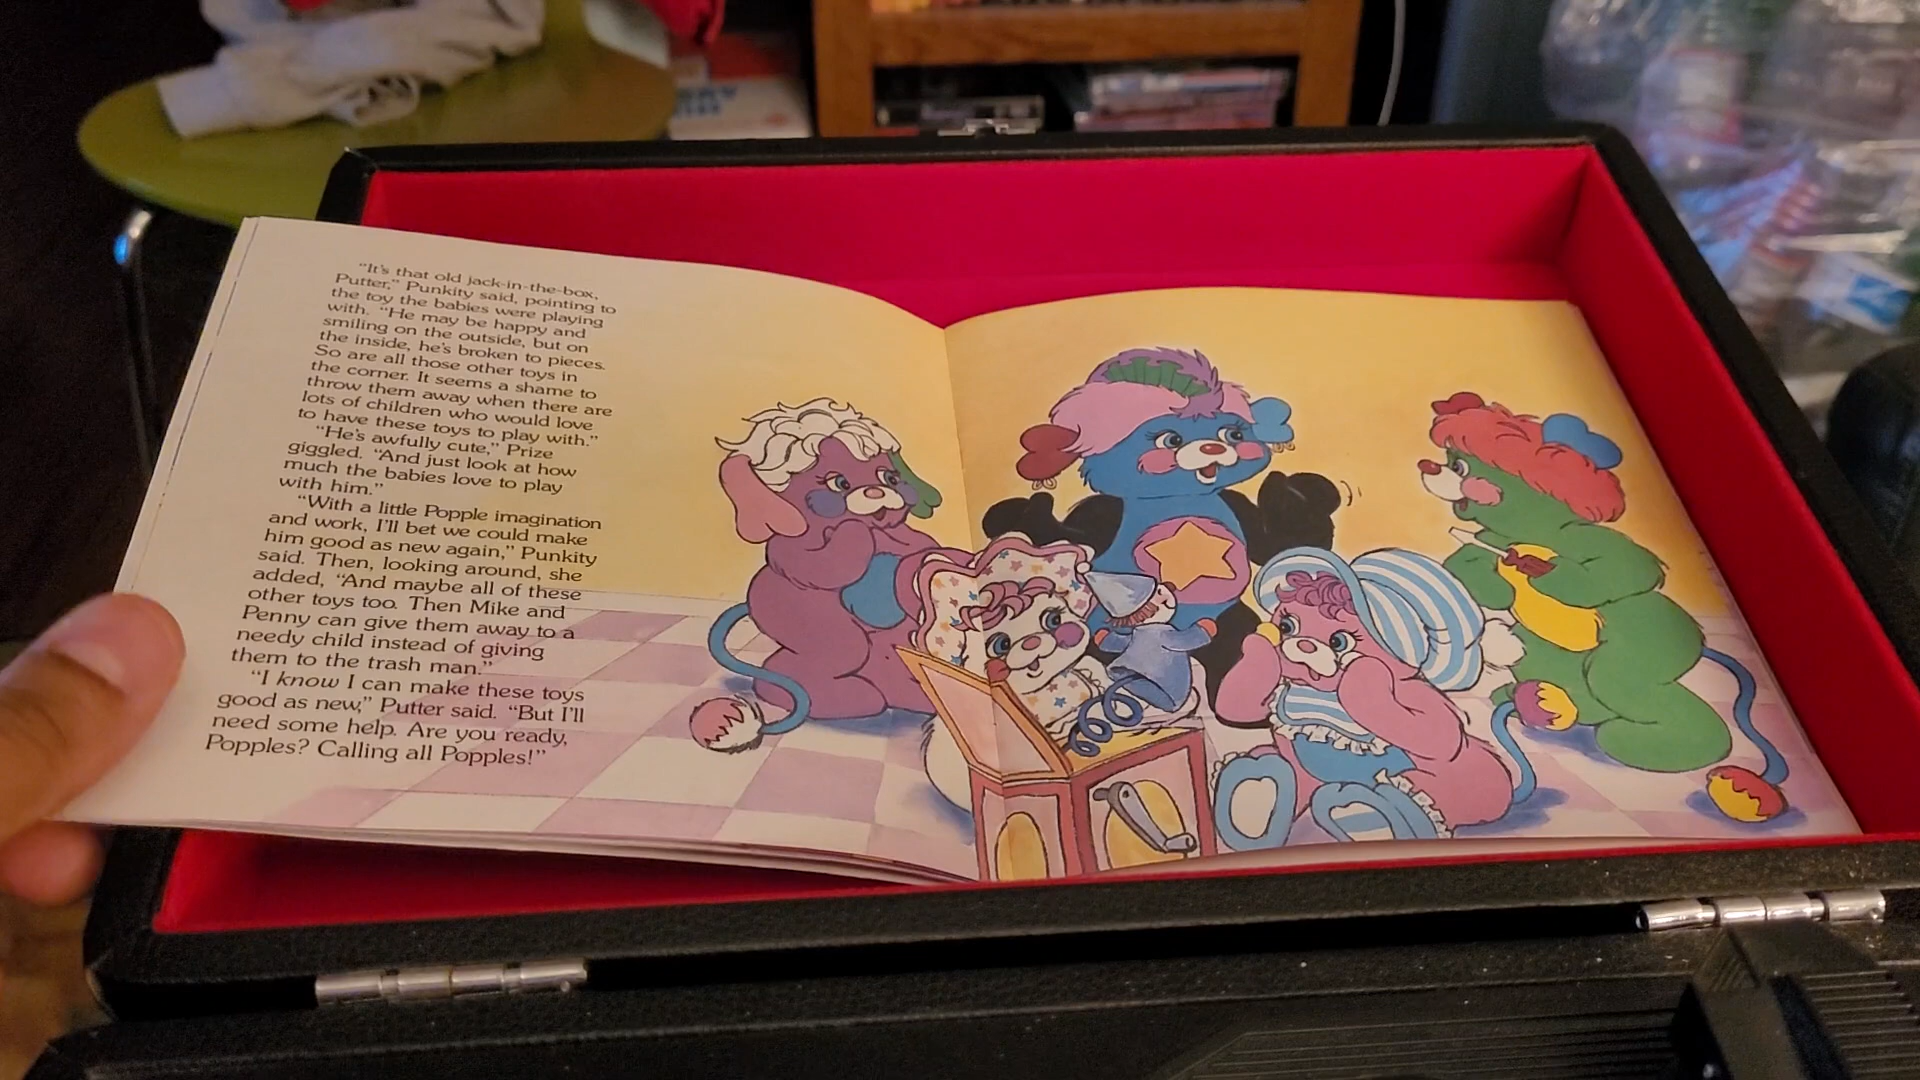 “It’s that old jack-in-the-box,
Putter,” Punkity said, pointing to
the toy the babies were playing
with. “He may be happy and
smiling on the outside, but on
the inside, he’s broken to pieces.
So are all those other toys in
the corner. It seems a shame to
throw them away when there are
lots of children who would love
to have these toys to play with.”
“He’s awfully cute,” Prize
giggled. “And just look at how
much the babies love to play
with him.”
“With a little Popple imagination
and work, I’ll bet we could make
him good as new again,” Punkity
said. Then, looking around, she
added, “And maybe all of these
other toys too. Then Mike and
Penny can give them away to a
needy child instead of giving
them to the trash man.”
“I know I can make these toys
good as new,” Putter said. “But I’ll
need some help. Are you ready,
Popples? Calling all Popples!”